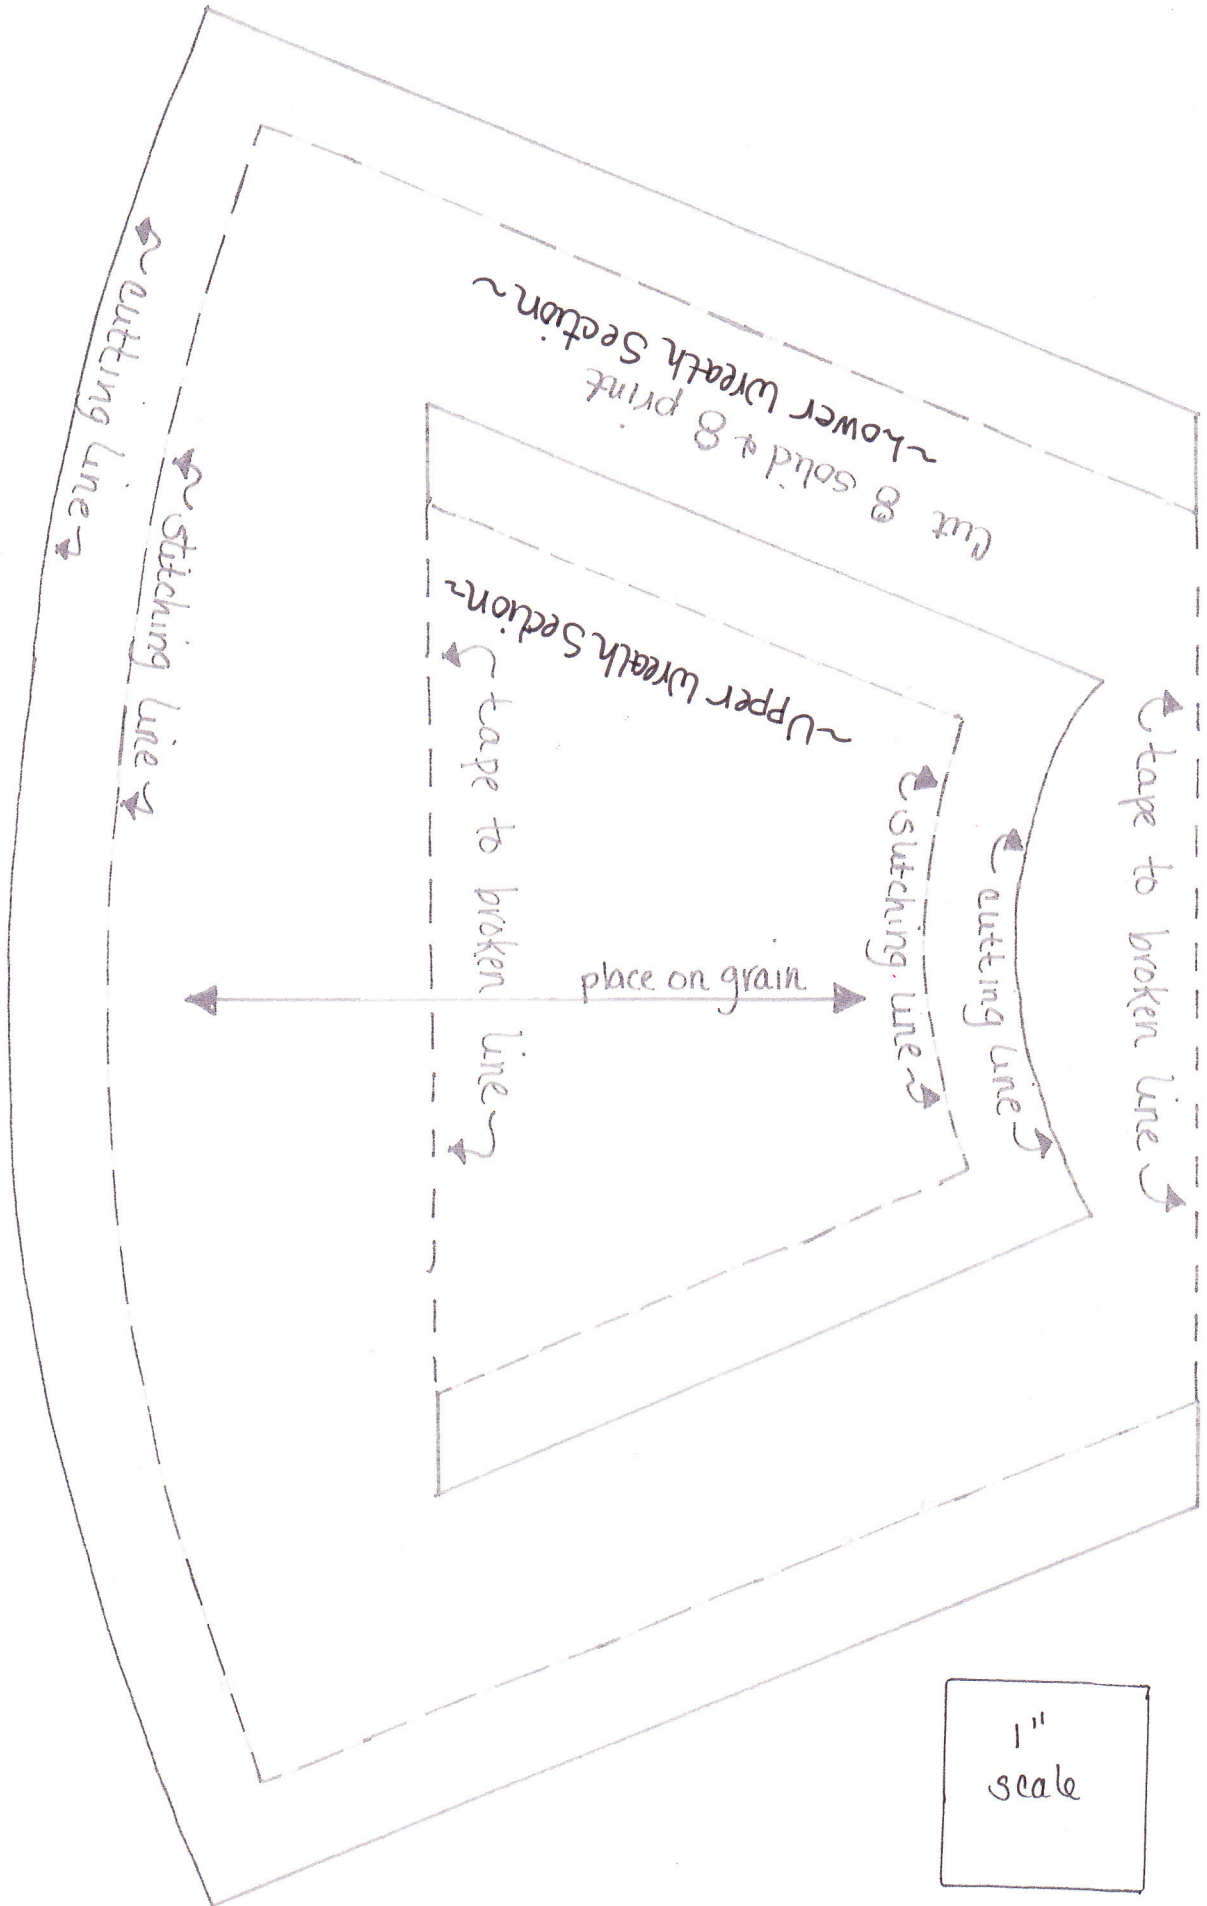 ~Lower Wreath Section~
Cut 8 solid & 8 print
~Upper Wreath Section~
tape to broken line
cutting line
stitching line
tape to broken line
place on grain
stitching line
cutting line
1"
scale